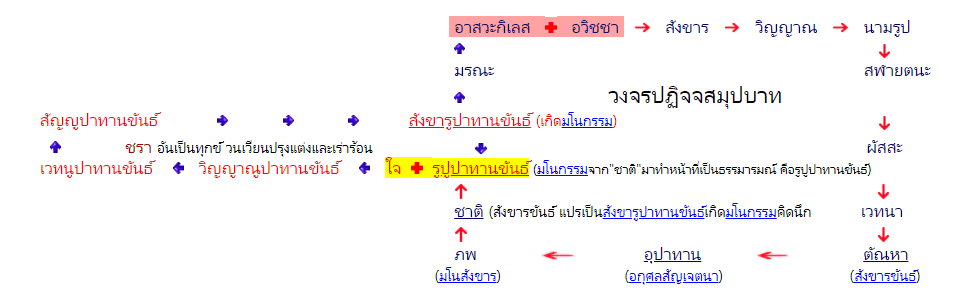 อาสวะกิเลส + อวิชชา → สังขาร → วิญญาณ → นามรูป
มรณะ สฬายตนะ
วงจรปฏิจจสมุปบาท
สัญญูปาทานขันธ์ สังขารูปาทานขันธ์ (เกิดมโนกรรม)
ชรา อันเป็นทุกข์ วนเวียนปรุงแต่งและเร่าร้อน ผัสสะ
เวทนูปาทานขันธ์ วิญญาณูปาทานขันธ์ ใจ + รูปูปาทานขันธ์ (มโนกรรมจาก"ชาติ"มาทำหน้าที่เป็นธรรมารมณ์ คือรูปูปาทานขันธ์)
ชาติ (สังขารขันธ์ แปรเป็นสังขารูปาทานขันธ์เกิดมโนกรรมคิดนึก เวทนา
ภพ อุปาทาน ตัณหา
(มโนสังขาร) (อกุศลสัญเจตนา) (สังขารขันธ์)